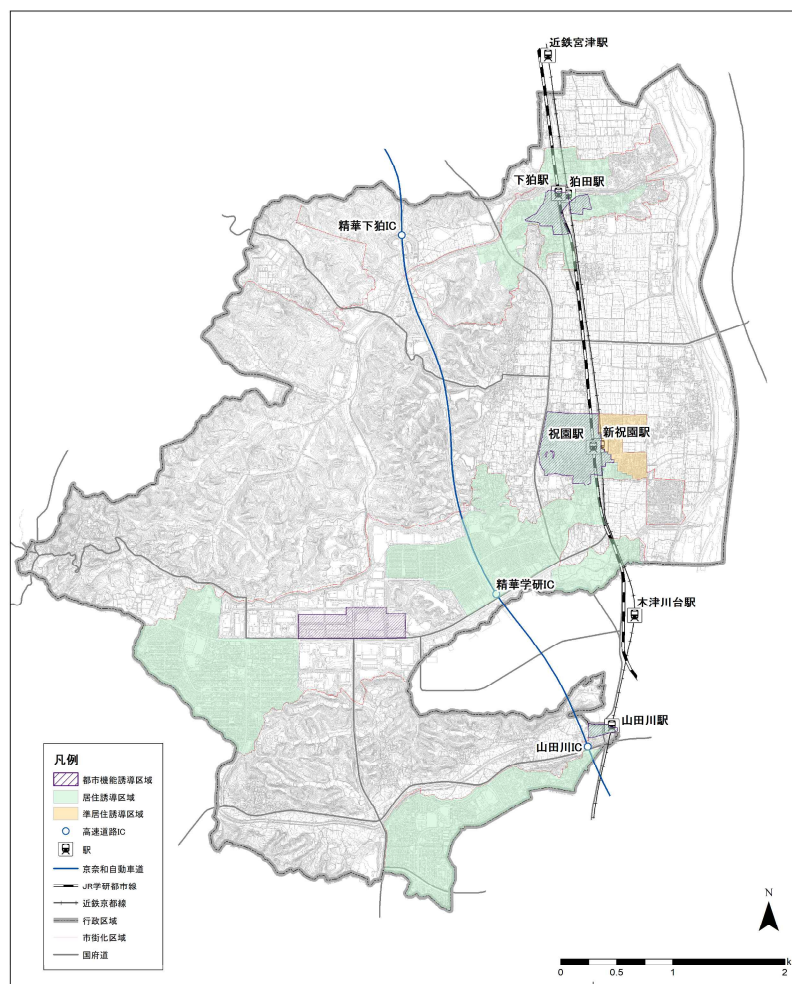 近鉄宮津駅
下狛駅
狛田駅
精華下狛IC
祝園駅
新祝園駅
精華学研IC
木津川台駅
山田川駅
山田川IC
凡例
都市機能誘導区域
居住誘導区域
準居住誘導区域
高速道路IC
駅
京奈和自動車道
JR学研都市線
近鉄京都線
行政区域
市街化区域
国府道
N
0 0.5 1 2
k